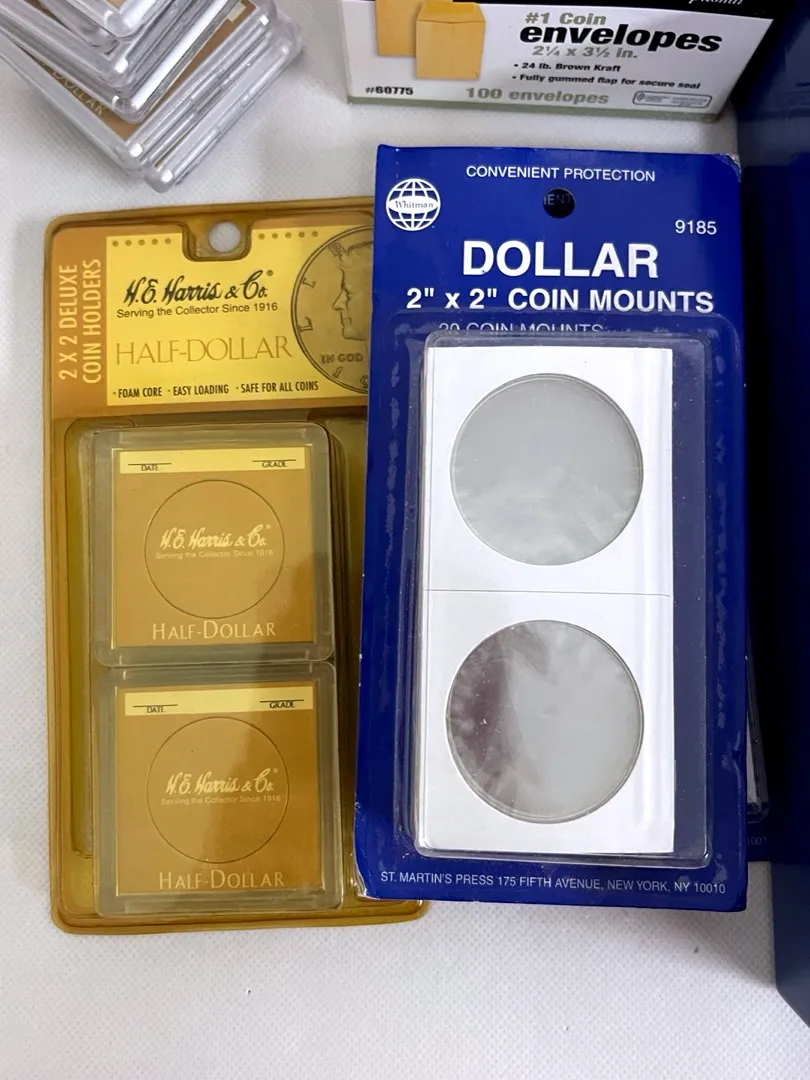 #1 Coin
envelopes
2¼ x 3½ in.
• 24 lb. Brown Kraft
• Fully gummed flap for secure seal
#60775
100 envelopes
DOLLAR
2 X 2 DELUXE
COIN HOLDERS
H.E. Harris & Co.®
Serving the Collector Since 1916
HALF-DOLLAR
• FOAM CORE • EASY LOADING • SAFE FOR ALL COINS
IN GOD
DATE GRADE
H.E. Harris & Co.®
Serving the Collector Since 1916
HALF-DOLLAR
DATE GRADE
H.E. Harris & Co.®
Serving the Collector Since 1916
HALF-DOLLAR
CONVENIENT PROTECTION
Whitman®
9185
DOLLAR
2" x 2" COIN MOUNTS
20 COIN MOUNTS
ST. MARTIN'S PRESS 175 FIFTH AVENUE, NEW YORK, NY 10010